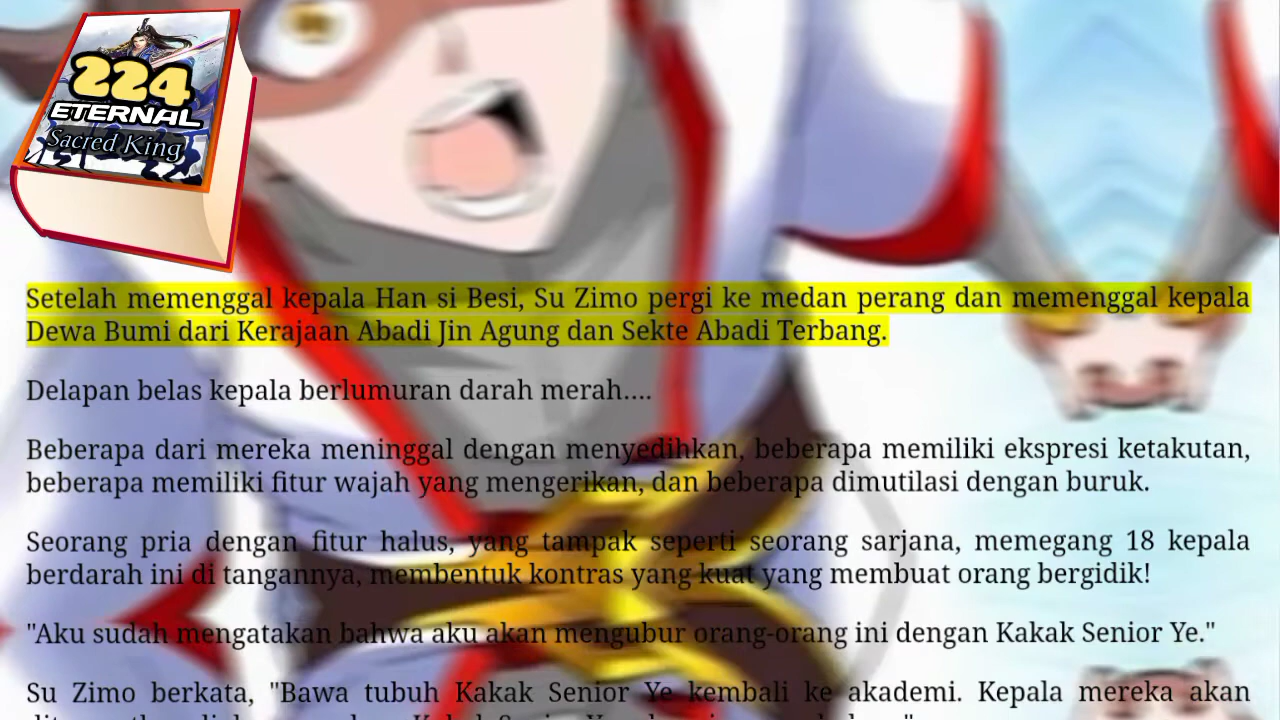 224
ETERNAL
Sacred King
Setelah memenggal kepala Han si Besi, Su Zimo pergi ke medan perang dan memenggal kepala
Dewa Bumi dari Kerajaan Abadi Jin Agung dan Sekte Abadi Terbang.
Delapan belas kepala berlumuran darah merah....
Beberapa dari mereka meninggal dengan menyedihkan, beberapa memiliki ekspresi ketakutan,
beberapa memiliki fitur wajah yang mengerikan, dan beberapa dimutilasi dengan buruk.
Seorang pria dengan fitur halus, yang tampak seperti seorang sarjana, memegang 18 kepala
berdarah ini di tangannya, membentuk kontras yang kuat yang membuat orang bergidik!
"Aku sudah mengatakan bahwa aku akan mengubur orang-orang ini dengan Kakak Senior Ye."
Su Zimo berkata, "Bawa tubuh Kakak Senior Ye kembali ke akademi. Kepala mereka akan